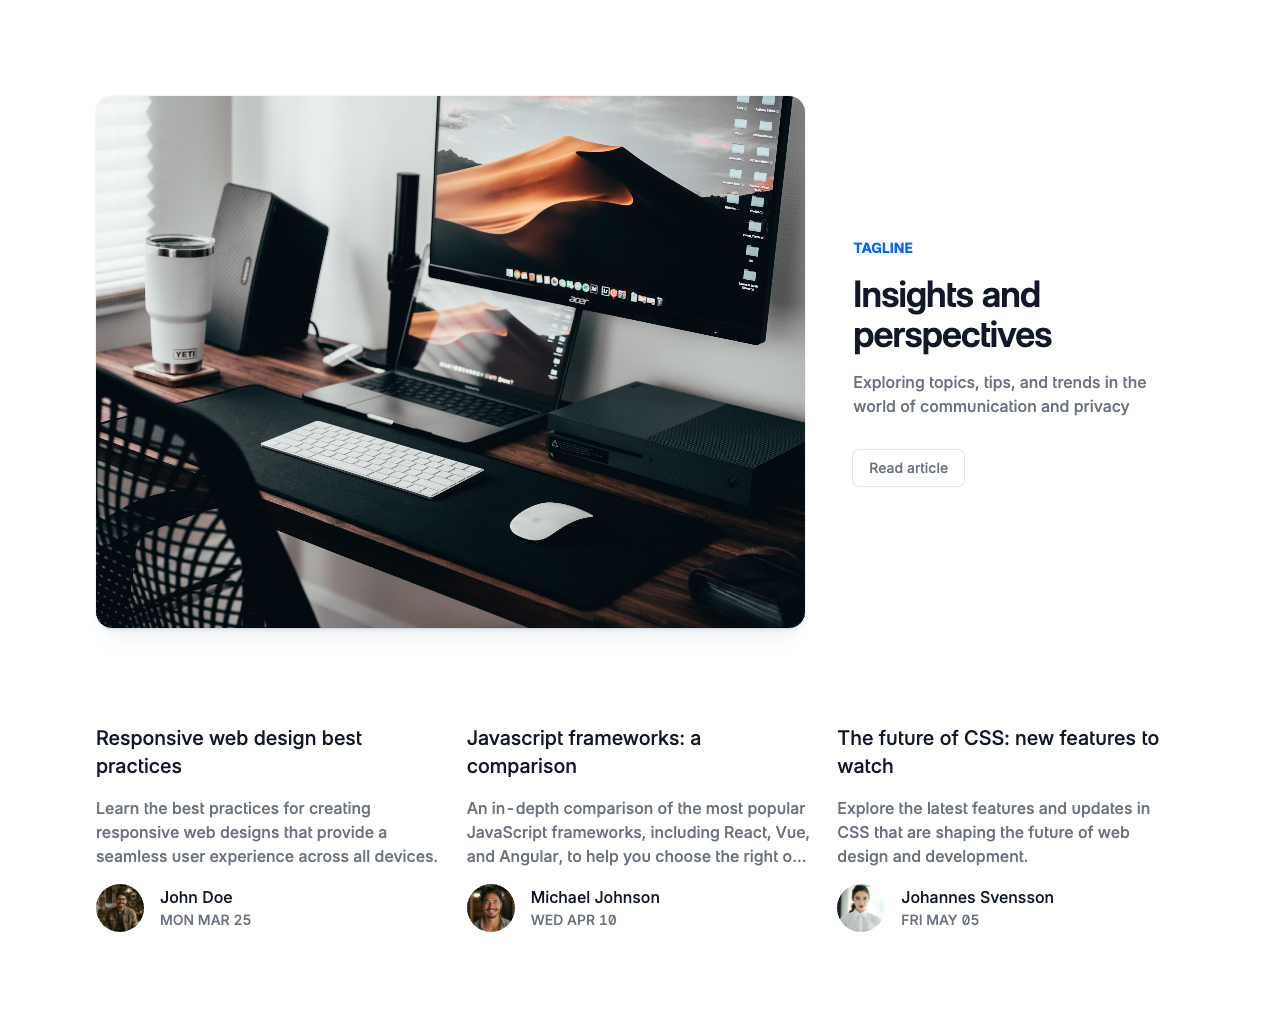 YETI
acer
TAGLINE
Insights and
perspectives
Exploring topics, tips, and trends in the
world of communication and privacy
Read article
Responsive web design best
practices
Learn the best practices for creating
responsive web designs that provide a
seamless user experience across all devices.
John Doe
MON MAR 25
Javascript frameworks: a
comparison
An in-depth comparison of the most popular
JavaScript frameworks, including React, Vue,
and Angular, to help you choose the right o...
Michael Johnson
WED APR 10
The future of CSS: new features to
watch
Explore the latest features and updates in
CSS that are shaping the future of web
design and development.
Johannes Svensson
FRI MAY 05